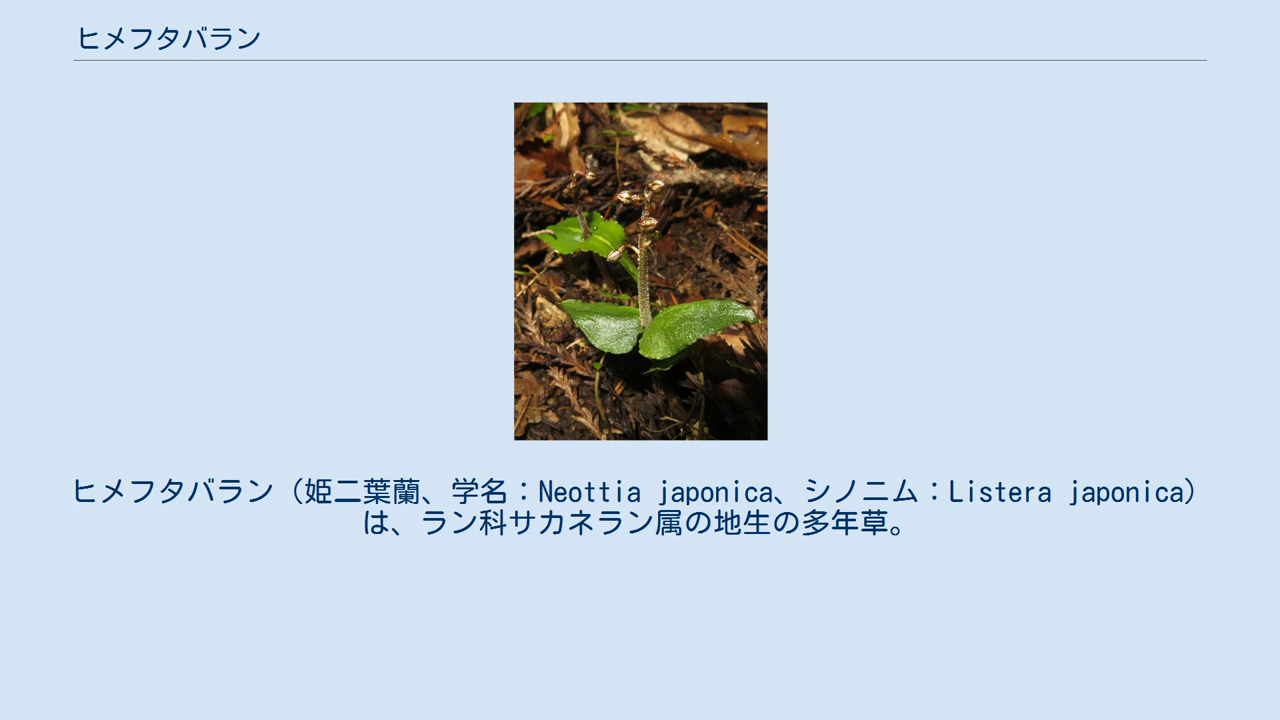 ヒメフタバラン
ヒメフタバラン（姫二葉蘭、学名：Neottia japonica、シノニム：Listera japonica）
は、ラン科サカネラン属の地生の多年草。